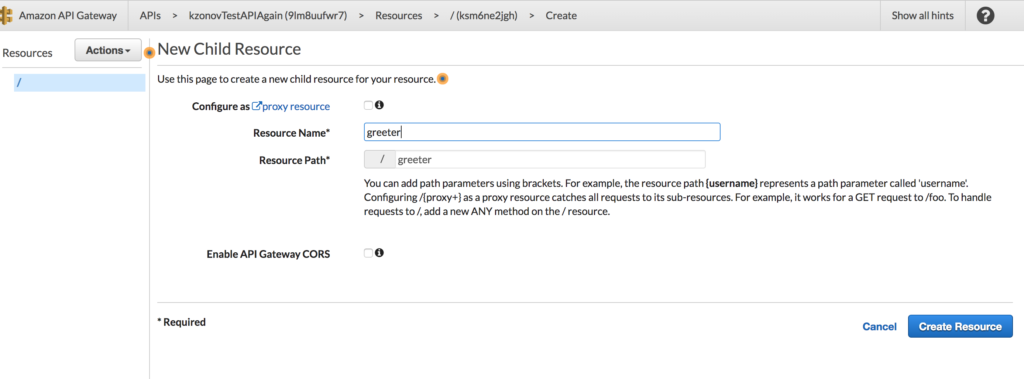 Amazon API Gateway APIs > kzonovTestAPIAgain (9lm8uufwr7) > Resources > / (ksm6ne2jgh) > Create Show all hints ?
Resources Actions New Child Resource
/
Use this page to create a new child resource for your resource.
Configure as proxy resource
Resource Name* greeter
Resource Path* / greeter
You can add path parameters using brackets. For example, the resource path {username} represents a path parameter called 'username'.
Configuring /{proxy+} as a proxy resource catches all requests to its sub-resources. For example, it works for a GET request to /foo. To handle
requests to /, add a new ANY method on the / resource.
Enable API Gateway CORS
* Required Cancel Create Resource